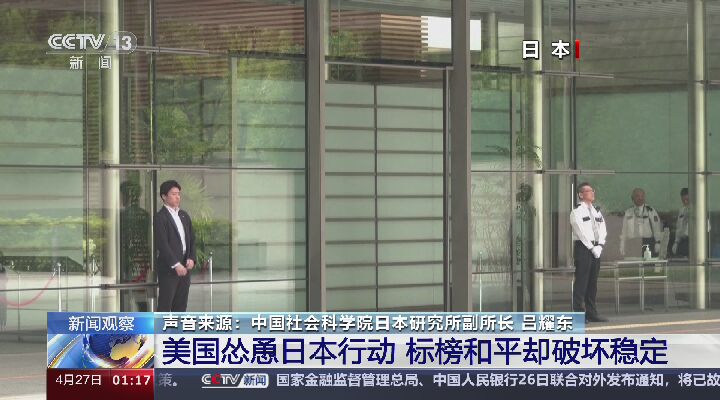 CCTV 13
新闻
日本
新闻观察
声音来源：中国社会科学院日本研究所副所长 吕耀东
美国怂恿日本行动 标榜和平却破坏稳定
4月27日 01:17 策。 CCTV新闻 国家金融监督管理总局、中国人民银行26日联合对外发布通知，将已故